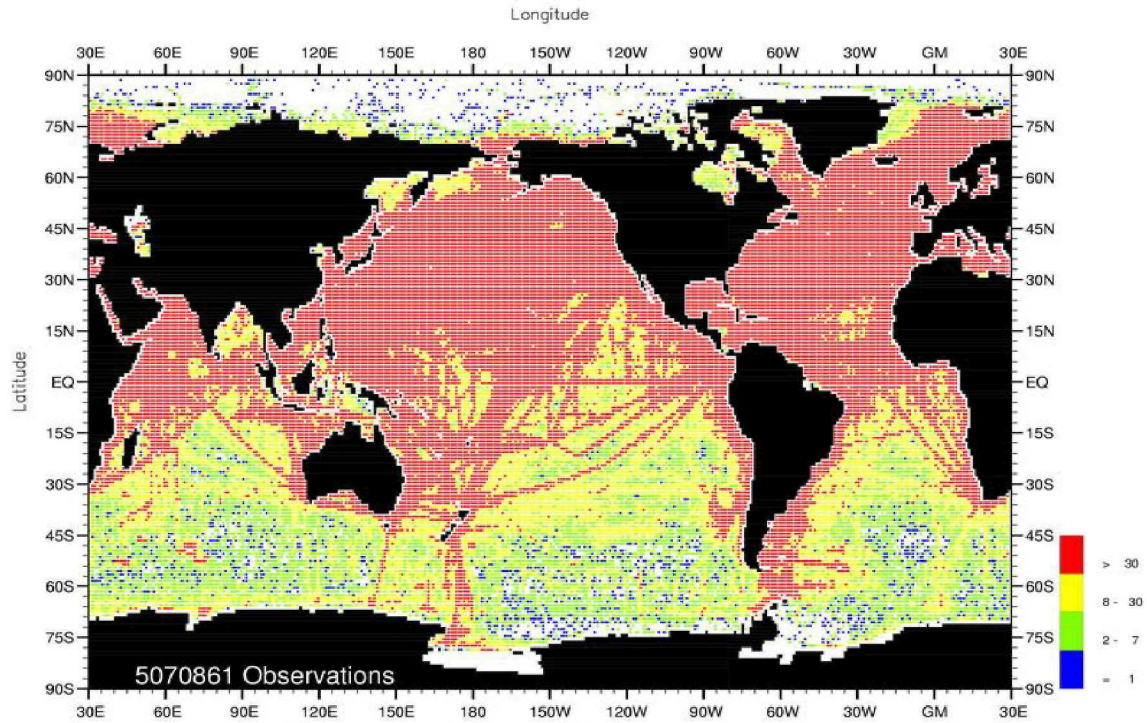 Longitude
30E 60E 90E 120E 150E 180 150W 120W 90W 60W 30W GM 30E
90N 90N
75N 75N
60N 60N
45N 45N
30N 30N
15N 15N
Latitude
EQ EQ
15S 15S
30S 30S
45S 45S
> 30
60S 60S
8 - 30
75S 75S
2 - 7
5070861 Observations
= 1
90S 90S
30E 60E 90E 120E 150E 180 150W 120W 90W 60W 30W GM 30E